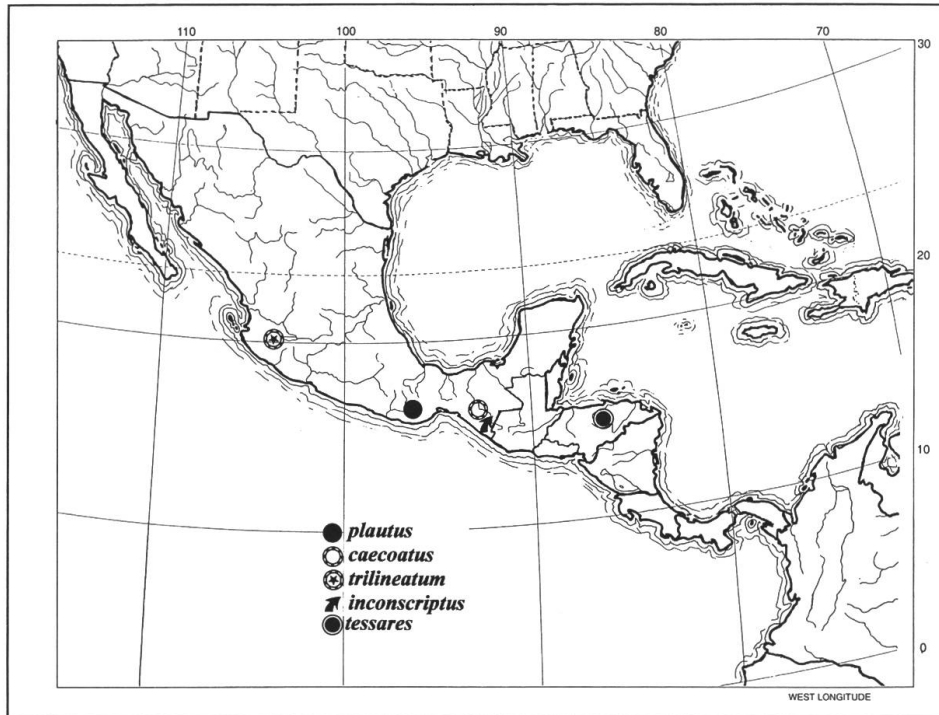 110 100 90 80 70
30
20
10
0
plautus
caecoatus
trilineatum
inconscriptus
tessares
WEST LONGITUDE